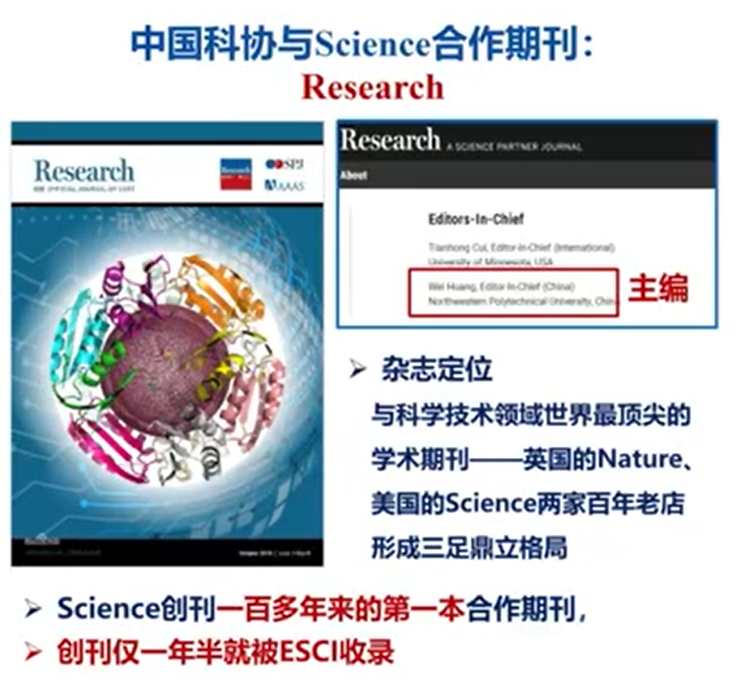 中国科协与Science合作期刊：
Research
Research
OFFICIAL JOURNAL OF CAST
Research
SPJ
AAAS
Research A SCIENCE PARTNER JOURNAL
About
Editors-In-Chief
Tianhong Cui, Editor-in-Chief (International)
University of Minnesota, USA
Wei Huang, Editor-in-Chief (China)
Northwestern Polytechnical University, China
主编
➢ 杂志定位
与科学技术领域世界最顶尖的
学术期刊——英国的Nature、
美国的Science两家百年老店
形成三足鼎立格局
➢ Science创刊一百多年来的第一本合作期刊，
➢ 创刊仅一年半就被ESCI收录